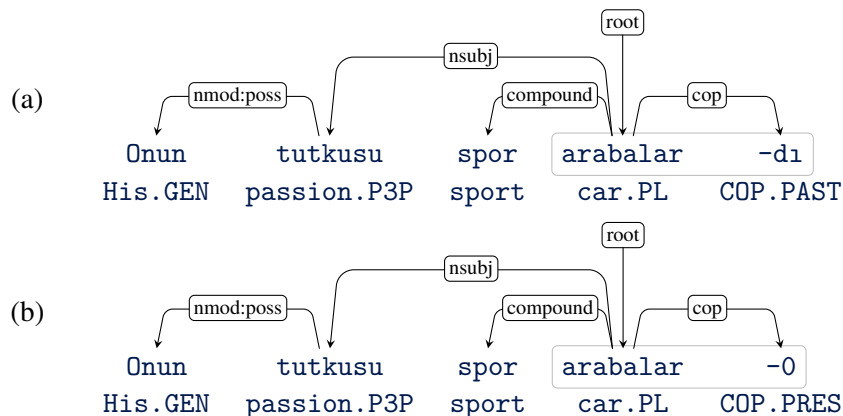 root
nsubj
(a) nmod:poss compound cop
Onun tutkusu spor arabalar -dı
His.GEN passion.P3P sport car.PL COP.PAST
root
nsubj
(b) nmod:poss compound cop
Onun tutkusu spor arabalar -0
His.GEN passion.P3P sport car.PL COP.PRES